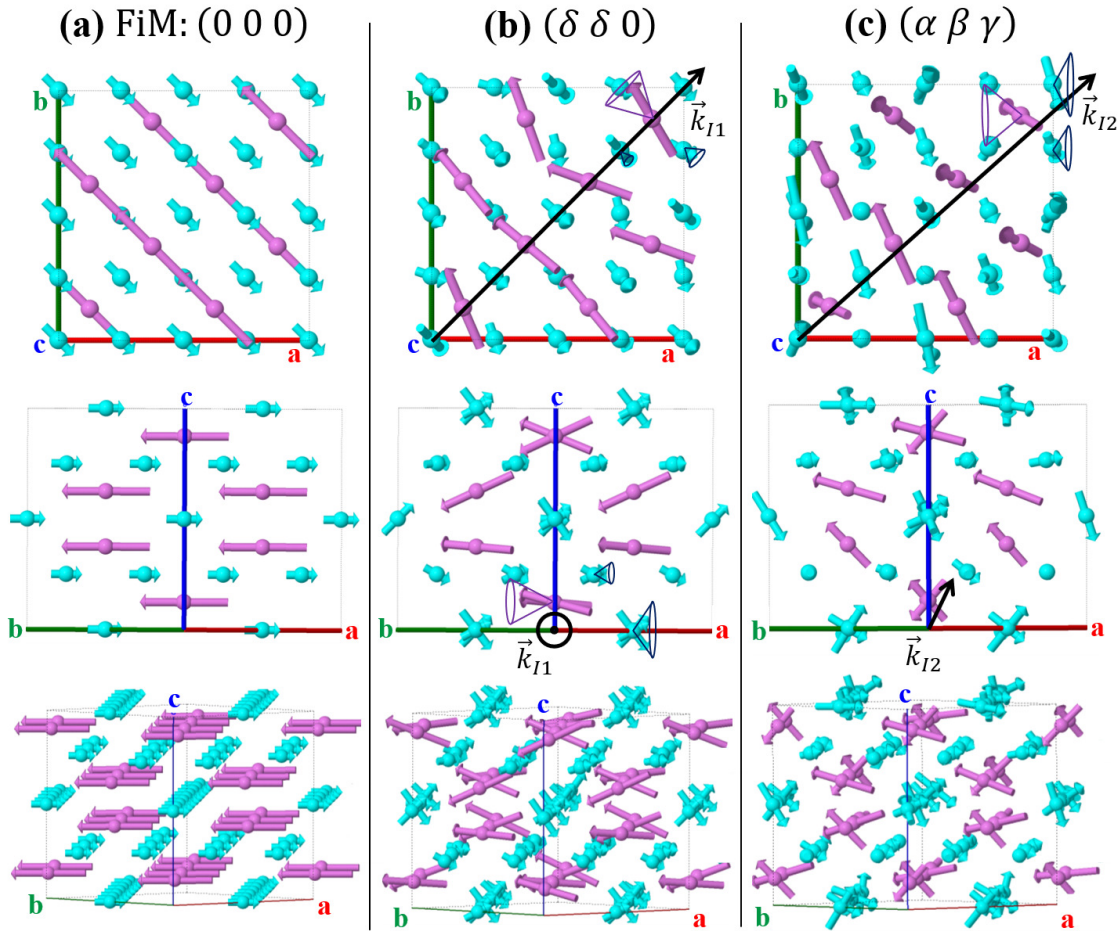 (a) FiM: (0 0 0)
b
c
a
c
b
a
c
b
a
(b) (δ δ 0)
b
k⃗_{I1}
c
a
c
b
a
k⃗_{I1}
c
b
a
(c) (α β γ)
b
k⃗_{I2}
c
a
c
b
a
k⃗_{I2}
c
b
a